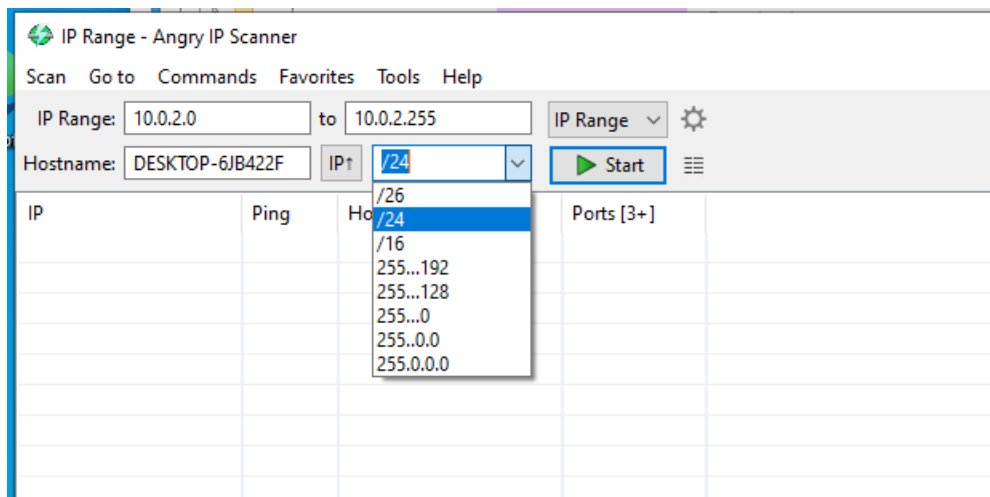 IP Range - Angry IP Scanner
Scan Go to Commands Favorites Tools Help
IP Range: 10.0.2.0 to 10.0.2.255 IP Range
Hostname: DESKTOP-6JB422F IP↑ /24 Start
IP Ping Ho Ports [3+]
/26
/24
/16
255...192
255...128
255...0
255..0.0
255.0.0.0